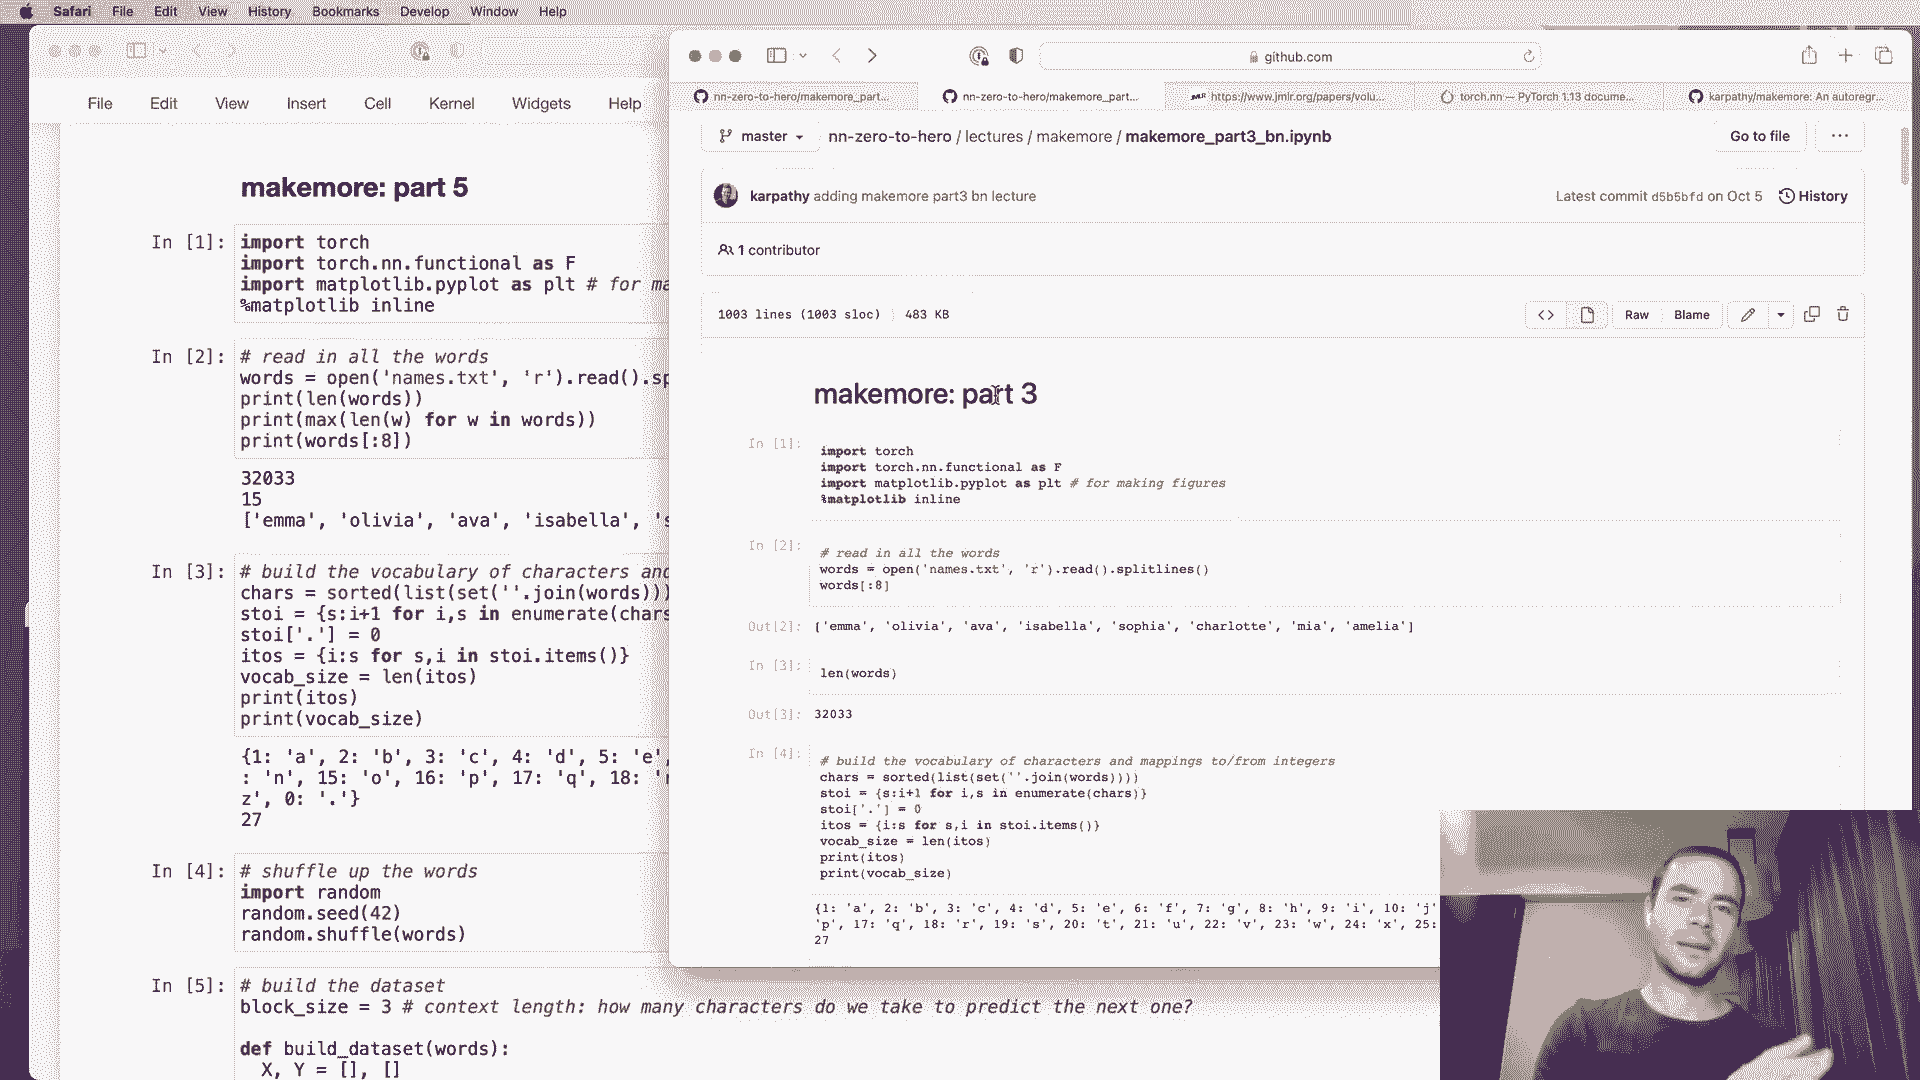 Safari File Edit View History Bookmarks Develop Window Help
File Edit View Insert Cell Kernel Widgets Help
makemore: part 5
In [1]: import torch
import torch.nn.functional as F
import matplotlib.pyplot as plt # for ma
%matplotlib inline
In [2]: # read in all the words
words = open('names.txt', 'r').read().sp
print(len(words))
print(max(len(w) for w in words))
print(words[:8])
32033
15
['emma', 'olivia', 'ava', 'isabella', 's
In [3]: # build the vocabulary of characters and
chars = sorted(list(set(''.join(words)))
stoi = {s:i+1 for i,s in enumerate(chars
stoi['.'] = 0
itos = {i:s for s,i in stoi.items()}
vocab_size = len(itos)
print(itos)
print(vocab_size)
{1: 'a', 2: 'b', 3: 'c', 4: 'd', 5: 'e',
: 'n', 15: 'o', 16: 'p', 17: 'q', 18: 'r
z', 0: '.'}
27
In [4]: # shuffle up the words
import random
random.seed(42)
random.shuffle(words)
In [5]: # build the dataset
block_size = 3 # context length: how many characters do we take to predict the next one?
def build_dataset(words):
X, Y = [], []
github.com
nn-zero-to-hero/makemore_part... nn-zero-to-hero/makemore_part... https://www.jmlr.org/papers/volu... torch.nn — PyTorch 1.13 docume... karpathy/makemore: An autoregr...
master nn-zero-to-hero / lectures / makemore / makemore_part3_bn.ipynb Go to file ...
karpathy adding makemore part3 bn lecture Latest commit d5b5bfd on Oct 5 History
1 contributor
1003 lines (1003 sloc) 483 KB <> Raw Blame
makemore: part 3
In [1]:
import torch
import torch.nn.functional as F
import matplotlib.pyplot as plt # for making figures
%matplotlib inline
In [2]:
# read in all the words
words = open('names.txt', 'r').read().splitlines()
words[:8]
Out[2]: ['emma', 'olivia', 'ava', 'isabella', 'sophia', 'charlotte', 'mia', 'amelia']
In [3]:
len(words)
Out[3]: 32033
In [4]:
# build the vocabulary of characters and mappings to/from integers
chars = sorted(list(set(''.join(words))))
stoi = {s:i+1 for i,s in enumerate(chars)}
stoi['.'] = 0
itos = {i:s for s,i in stoi.items()}
vocab_size = len(itos)
print(itos)
print(vocab_size)
{1: 'a', 2: 'b', 3: 'c', 4: 'd', 5: 'e', 6: 'f', 7: 'g', 8: 'h', 9: 'i', 10: 'j'
'p', 17: 'q', 18: 'r', 19: 's', 20: 't', 21: 'u', 22: 'v', 23: 'w', 24: 'x', 25:
27